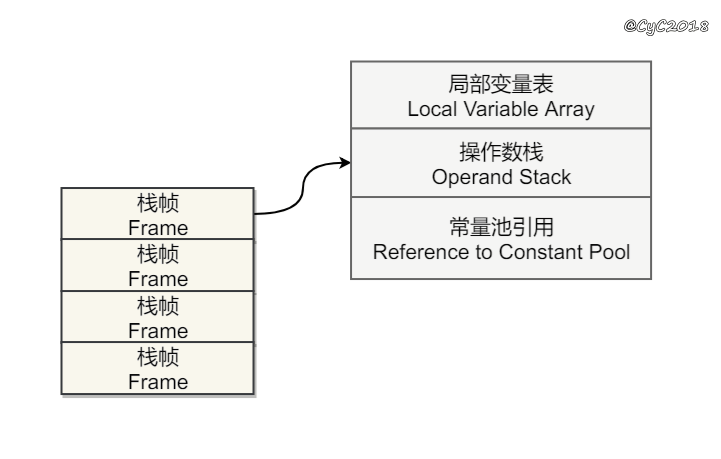 @CyC2018
局部变量表
Local Variable Array
操作数栈
Operand Stack
常量池引用
Reference to Constant Pool
栈帧
Frame
栈帧
Frame
栈帧
Frame
栈帧
Frame